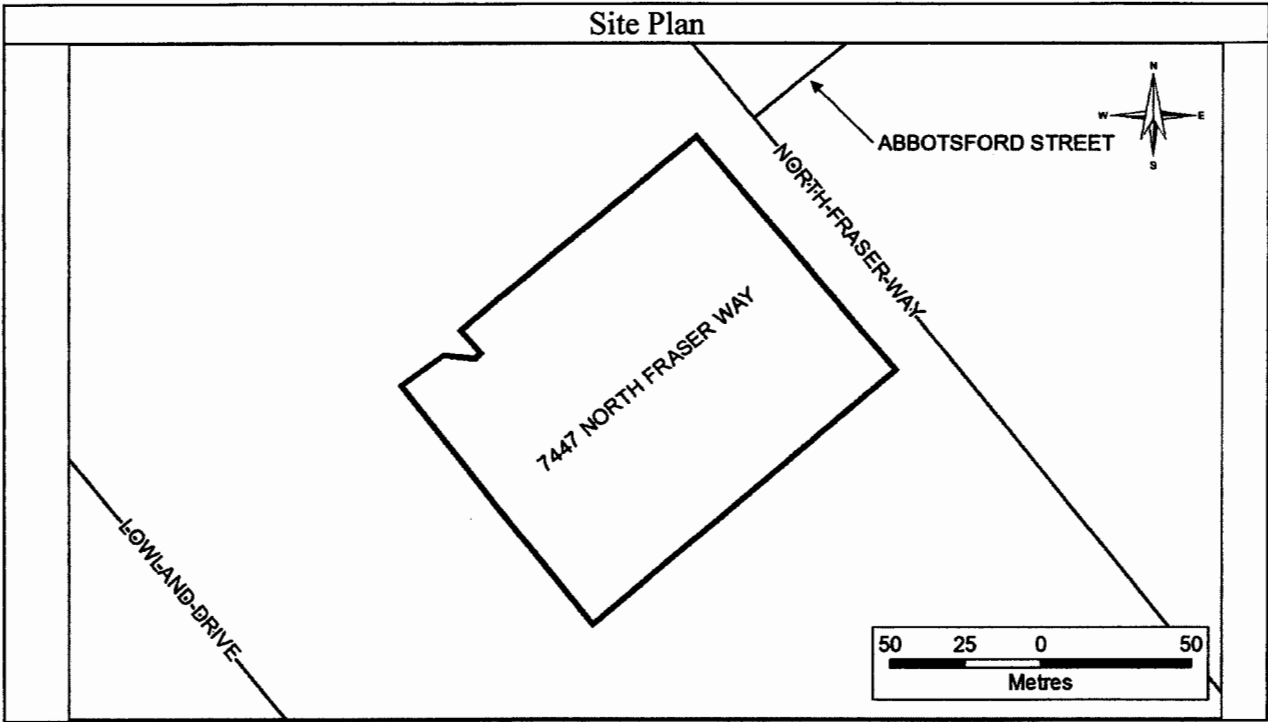 Site Plan
N
W E
S
ABBOTSFORD STREET
NORTH-FRASER-WAY
7447 NORTH FRASER WAY
LOWLAND-DRIVE
50 25 0 50
Metres